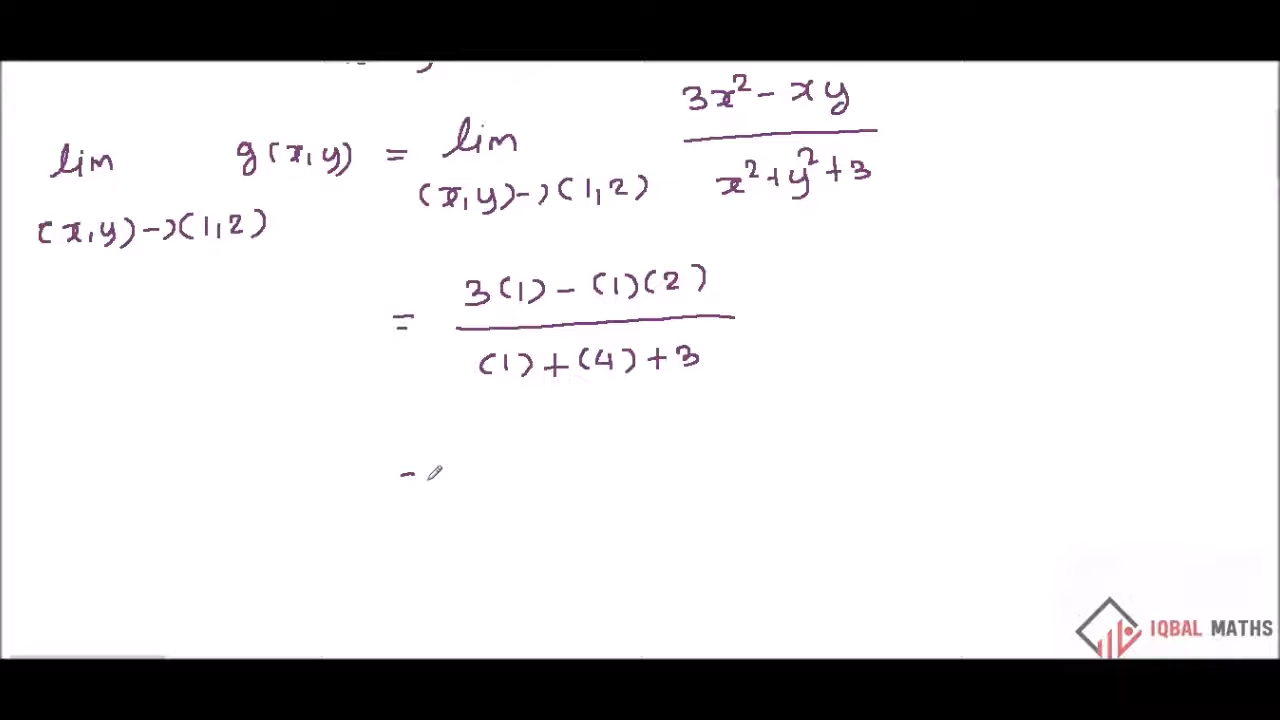 lim g(x,y) = lim 3x² - xy / x² + y² + 3
(x,y)->(1,2) (x,y)->(1,2)
= 3(1) - (1)(2) / (1) + (4) + 3
-
IQBAL MATHS